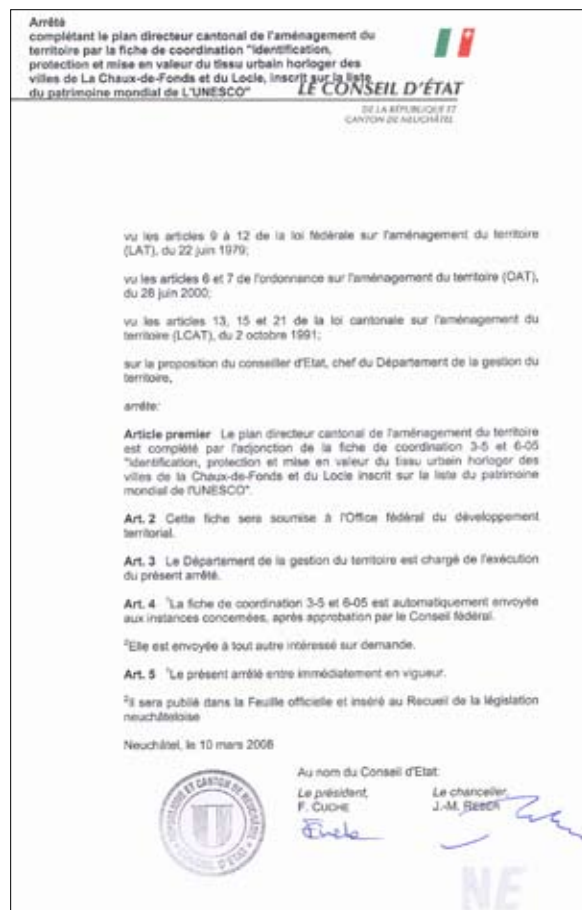 Arrêté
complétant le plan directeur cantonal de l'aménagement du
territoire par la fiche de coordination "Identification,
protection et mise en valeur du tissu urbain horloger des
villes de La Chaux-de-Fonds et du Locle, inscrit sur la liste
du patrimoine mondial de L'UNESCO"
LE CONSEIL D'ÉTAT
DE LA RÉPUBLIQUE ET
CANTON DE NEUCHÂTEL
vu les articles 9 à 12 de la loi fédérale sur l'aménagement du territoire
(LAT), du 22 juin 1979;
vu les articles 6 et 7 de l'ordonnance sur l'aménagement du territoire (OAT),
du 28 juin 2000;
vu les articles 13, 15 et 21 de la loi cantonale sur l'aménagement du
territoire (LCAT), du 2 octobre 1991;
sur la proposition du conseiller d'Etat, chef du Département de la gestion du
territoire,
arrête:
Article premier Le plan directeur cantonal de l'aménagement du territoire
est complété par l'adjonction de la fiche de coordination 3-5 et 6-05
"Identification, protection et mise en valeur du tissu urbain horloger des
villes de la Chaux-de-Fonds et du Locle inscrit sur la liste du patrimoine
mondial de l'UNESCO".
Art. 2 Cette fiche sera soumise à l'Office fédéral du développement
territorial.
Art. 3 Le Département de la gestion du territoire est chargé de l'exécution
du présent arrêté.
Art. 4 ¹La fiche de coordination 3-5 et 6-05 est automatiquement envoyée
aux instances concernées, après approbation par le Conseil fédéral.
²Elle est envoyée à tout autre intéressé sur demande.
Art. 5 ¹Le présent arrêté entre immédiatement en vigueur.
²Il sera publié dans la Feuille officielle et inséré au Recueil de la législation
neuchâteloise
Neuchâtel, le 10 mars 2008
Au nom du Conseil d'Etat:
Le président, Le chancelier,
F. CUCHE J.-M. REBER
REPUBLIQUE ET CANTON DE NEUCHATEL
CONSEIL D'ETAT
NE